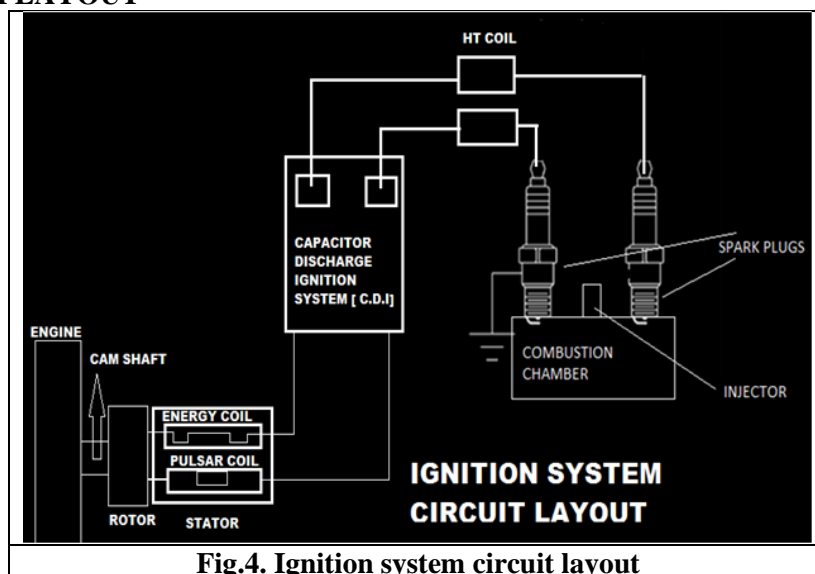 HT COIL
CAPACITOR
DISCHARGE
IGNITION
SYSTEM [ C.D.I]
SPARK PLUGS
ENGINE
CAM SHAFT
COMBUSTION
CHAMBER
INJECTOR
ENERGY COIL
PULSAR COIL
IGNITION SYSTEM
CIRCUIT LAYOUT
ROTOR
STATOR
Fig.4. Ignition system circuit layout